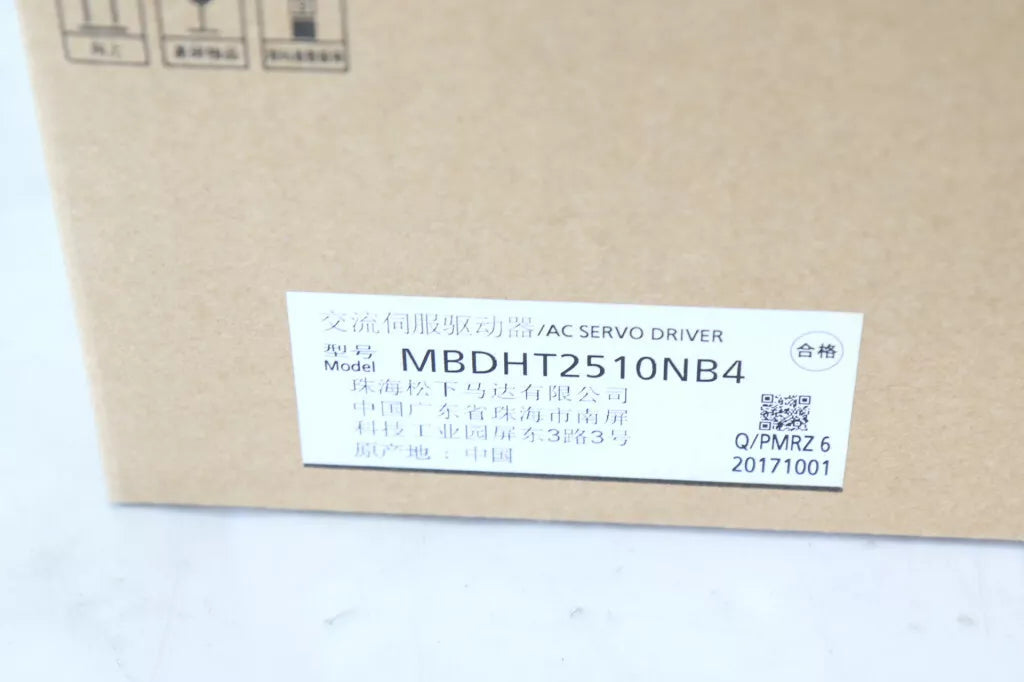 向上
交流伺服驱动器/AC SERVO DRIVER
合格
型号
Model
MBDHT2510NB4
珠海松下马达有限公司
中国广东省珠海市南屏
科技工业园屏东3路3号
原产地：中国
Q/PMRZ 6
20171001